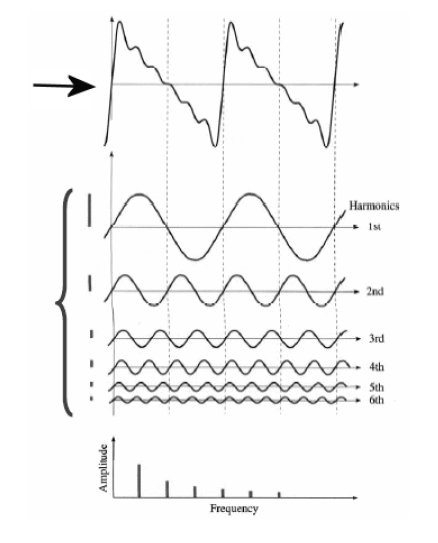 Harmonics
1st
2nd
3rd
4th
5th
6th
Amplitude
Frequency